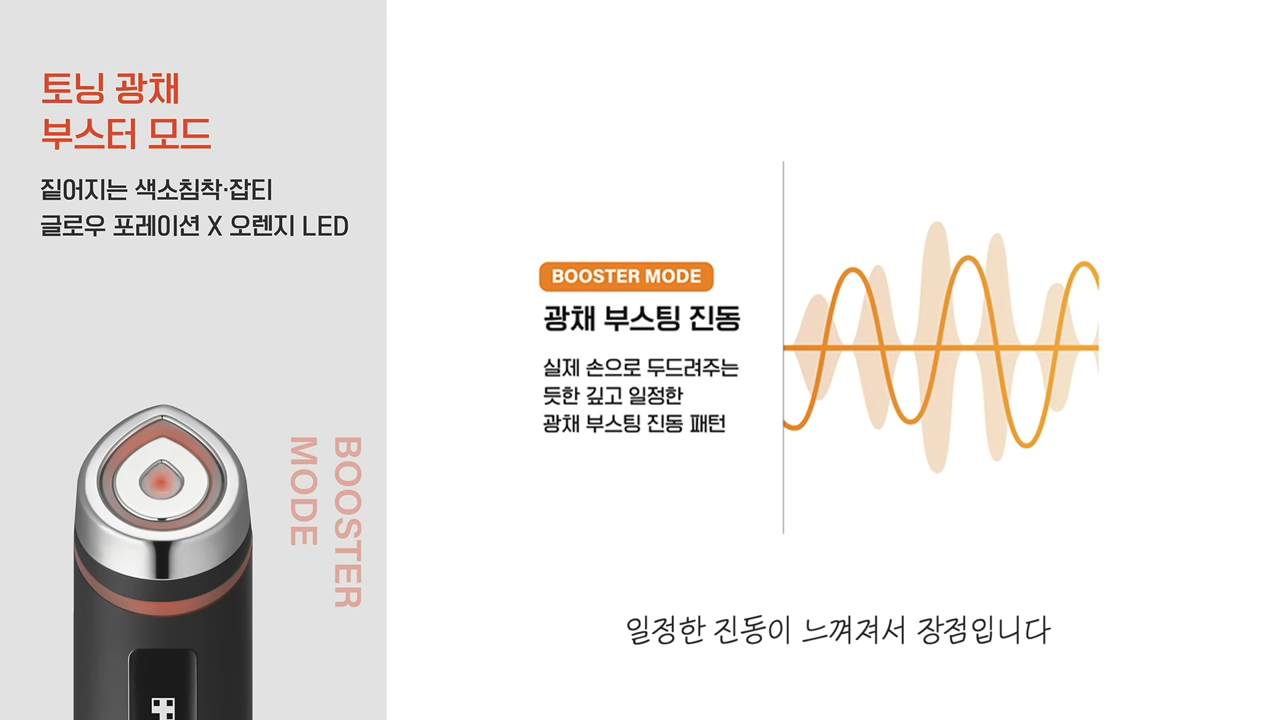 토닝 광채
부스터 모드
짙어지는 색소침착·잡티
글로우 포레이션 X 오렌지 LED
BOOSTER
MODE
BOOSTER MODE
광채 부스팅 진동
실제 손으로 두드려주는
듯한 깊고 일정한
광채 부스팅 진동 패턴
일정한 진동이 느껴져서 장점입니다